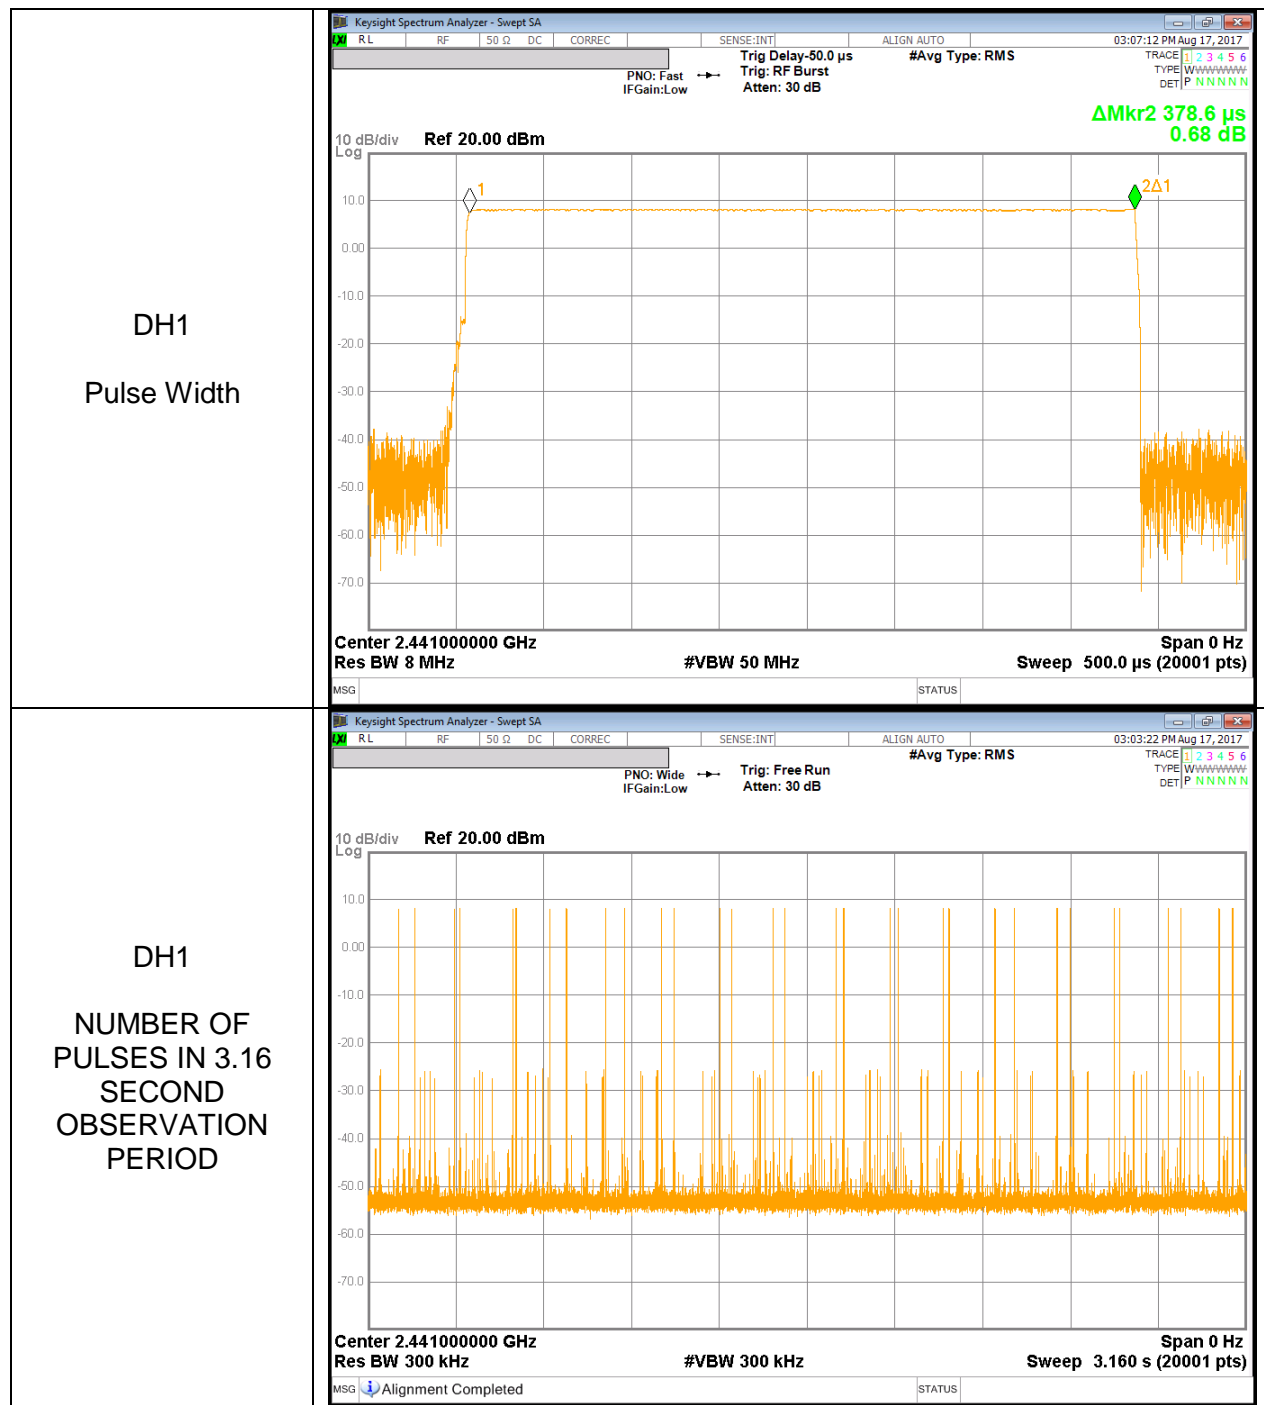 DH1
Pulse Width
Keysight Spectrum Analyzer - Swept SA
LXI RL RF 50 Ω DC CORREC SENSE:INT ALIGN AUTO 03:07:12 PM Aug 17, 2017
Trig Delay-50.0 µs #Avg Type: RMS TRACE 1 2 3 4 5 6
PNO: Fast Trig: RF Burst TYPE WWWWWWW
IFGain:Low Atten: 30 dB DET P N N N N N
ΔMkr2 378.6 µs
0.68 dB
10 dB/div Ref 20.00 dBm
Log
1
2Δ1
10.0
0.00
-10.0
-20.0
-30.0
-40.0
-50.0
-60.0
-70.0
Center 2.441000000 GHz Span 0 Hz
Res BW 8 MHz #VBW 50 MHz Sweep 500.0 µs (20001 pts)
MSG STATUS
DH1
NUMBER OF
PULSES IN 3.16
SECOND
OBSERVATION
PERIOD
Keysight Spectrum Analyzer - Swept SA
LXI RL RF 50 Ω DC CORREC SENSE:INT ALIGN AUTO 03:03:22 PM Aug 17, 2017
#Avg Type: RMS TRACE 1 2 3 4 5 6
PNO: Wide Trig: Free Run TYPE WWWWWWW
IFGain:Low Atten: 30 dB DET P N N N N N
10 dB/div Ref 20.00 dBm
Log
10.0
0.00
-10.0
-20.0
-30.0
-40.0
-50.0
-60.0
-70.0
Center 2.441000000 GHz Span 0 Hz
Res BW 300 kHz #VBW 300 kHz Sweep 3.160 s (20001 pts)
MSG Alignment Completed STATUS